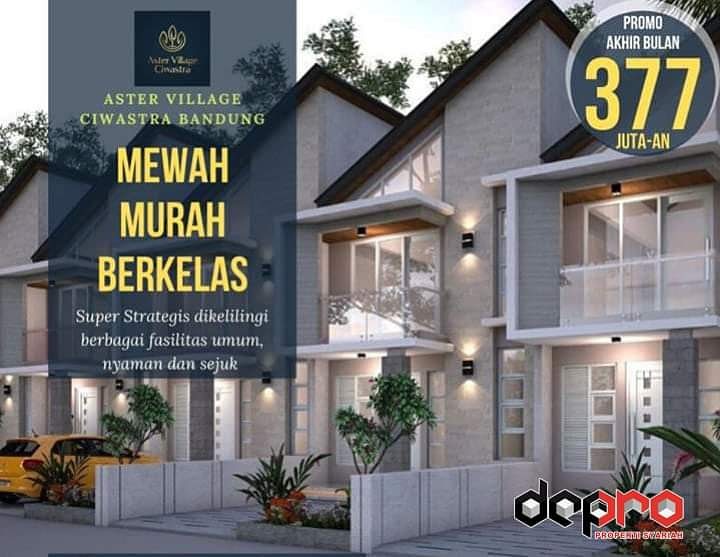 Aster Village
Ciwastra
ASTER VILLAGE
CIWASTRA BANDUNG
MEWAH
MURAH
BERKELAS
Super Strategis dikelilingi
berbagai fasilitas umum,
nyaman dan sejuk
PROMO
AKHIR BULAN
377
JUTA-AN
depro
PROPERTI SYARIAH